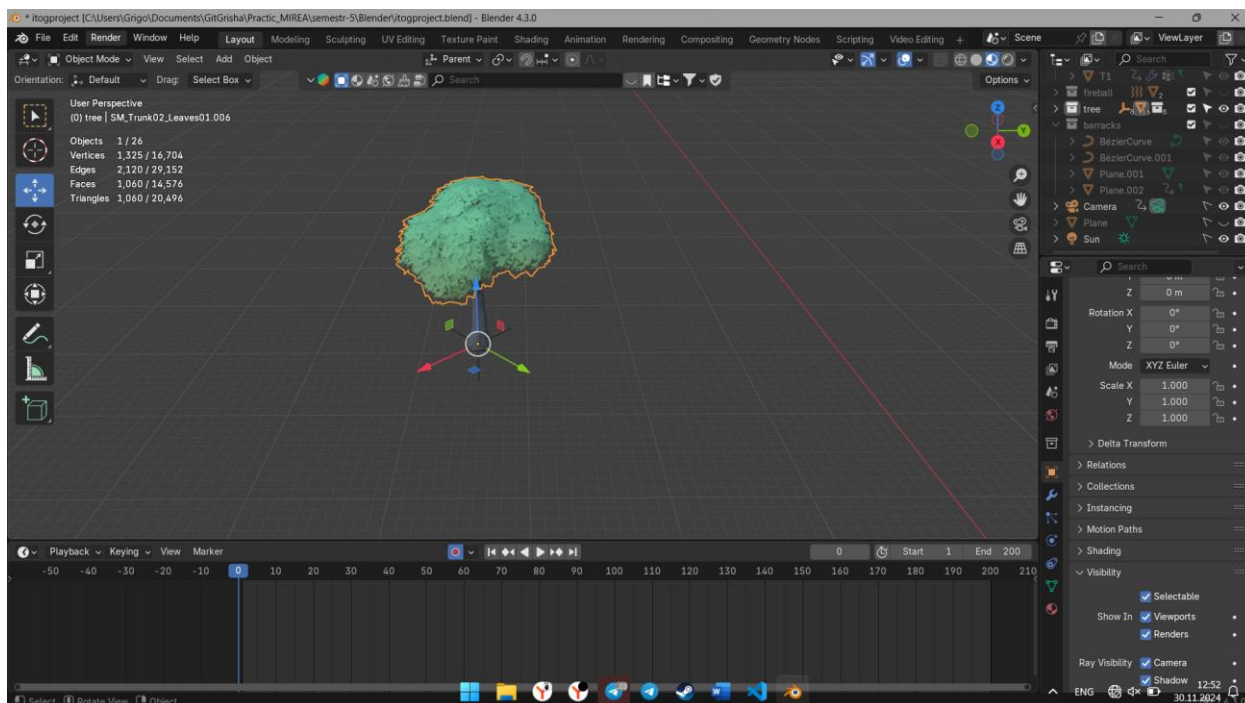 * itogproject [C:\Users\Grigo\Documents\GitGrisha\Practic_MIREA\semestr-5\Blender\itogproject.blend] - Blender 4.3.0
File Edit Render Window Help Layout Modeling Sculpting UV Editing Texture Paint Shading Animation Rendering Compositing Geometry Nodes Scripting Video Editing + Scene ViewLayer
Object Mode View Select Add Object Parent Search
Orientation: Default Drag: Select Box Search Options
User Perspective
(0) tree | SM_Trunk02_Leaves01.006
Objects 1 / 26
Vertices 1,325 / 16,704
Edges 2,120 / 29,152
Faces 1,060 / 14,576
Triangles 1,060 / 20,496
Z
Y
X
T1
fireball 2
tree
barracks
BézierCurve
BézierCurve.001
Plane.001
Plane.002
Camera
Plane
Sun
Search
Z 0 m
Rotation X 0°
Y 0°
Z 0°
Mode XYZ Euler
Scale X 1.000
Y 1.000
Z 1.000
Delta Transform
Relations
Collections
Instancing
Motion Paths
Shading
Visibility
Selectable
Show In Viewports
Renders
Ray Visibility Camera
Shadow
Playback Keying View Marker 0 Start 1 End 200
-50 -40 -30 -20 -10 0 10 20 30 40 50 60 70 80 90 100 110 120 130 140 150 160 170 180 190 200 210
Select Rotate View Object
ENG 12:52
30.11.2024